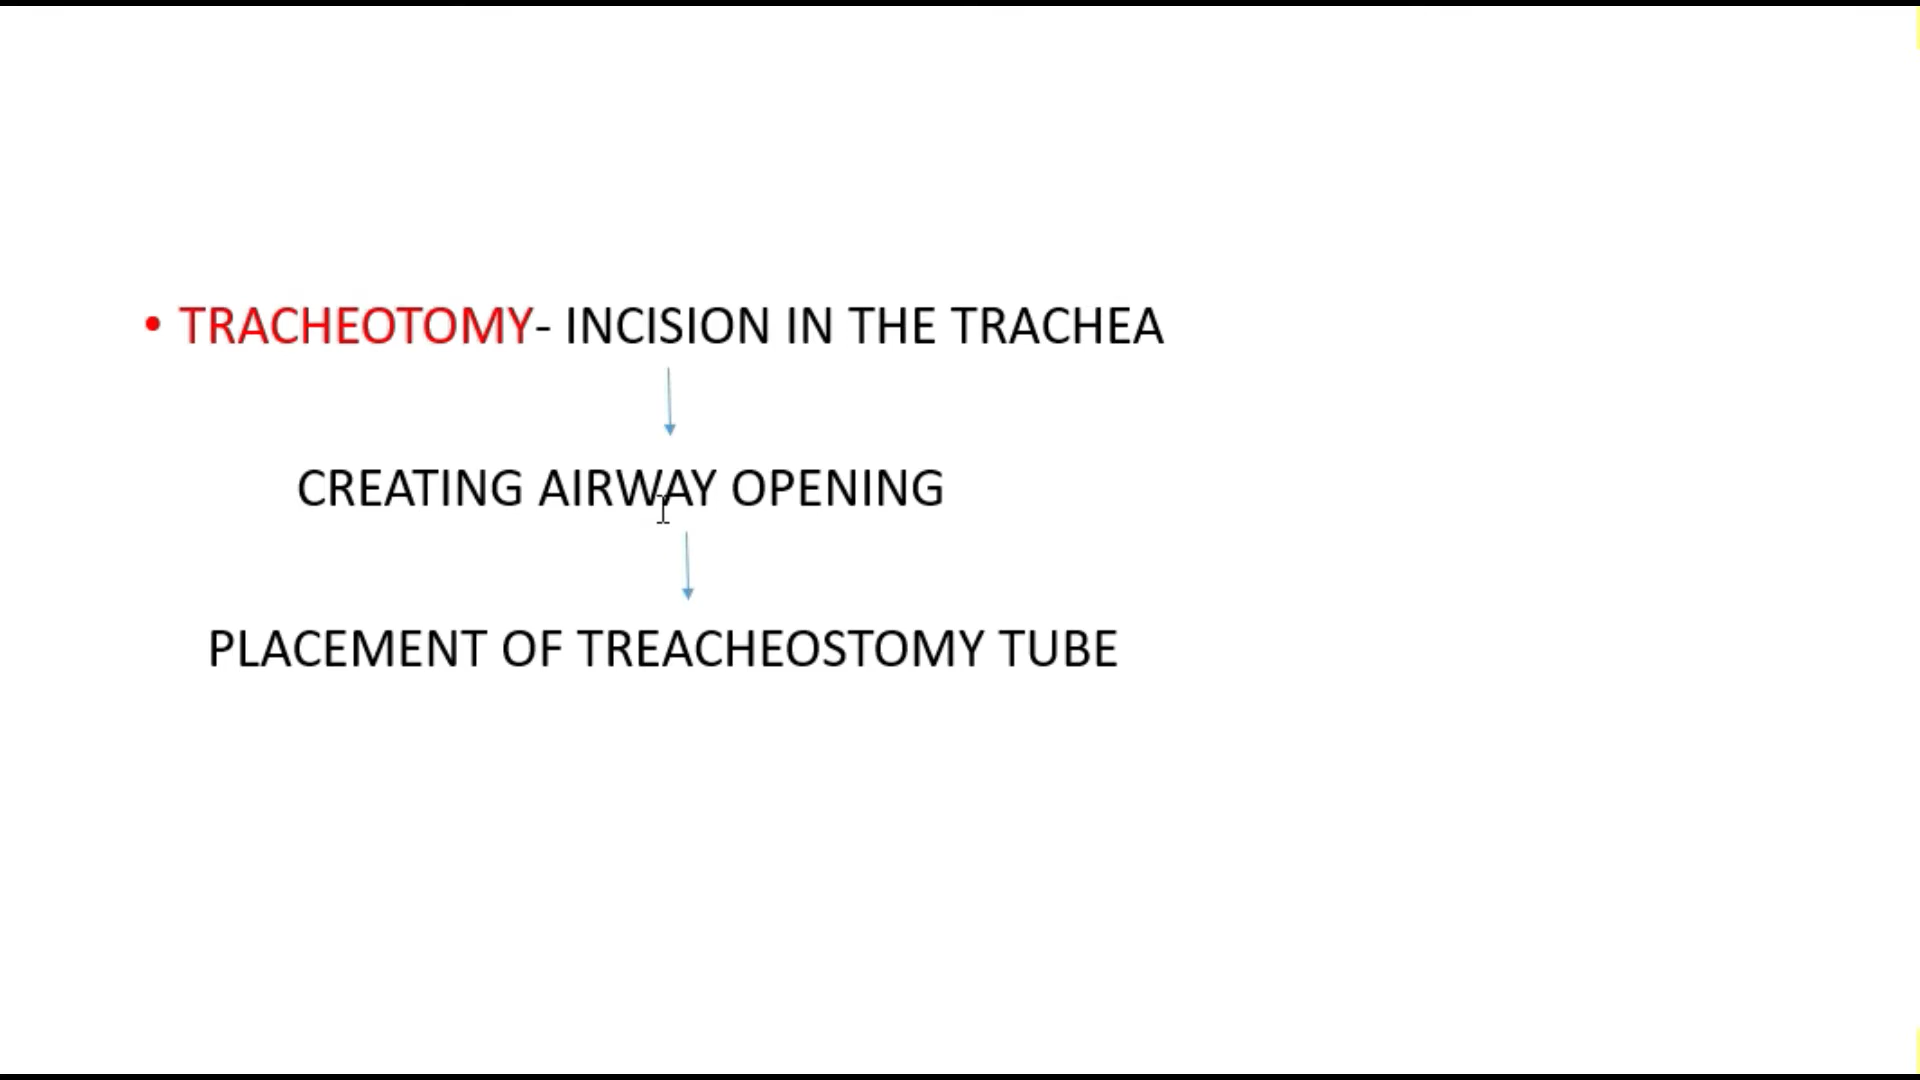 • TRACHEOTOMY- INCISION IN THE TRACHEA
CREATING AIRWAY OPENING
PLACEMENT OF TREACHEOSTOMY TUBE